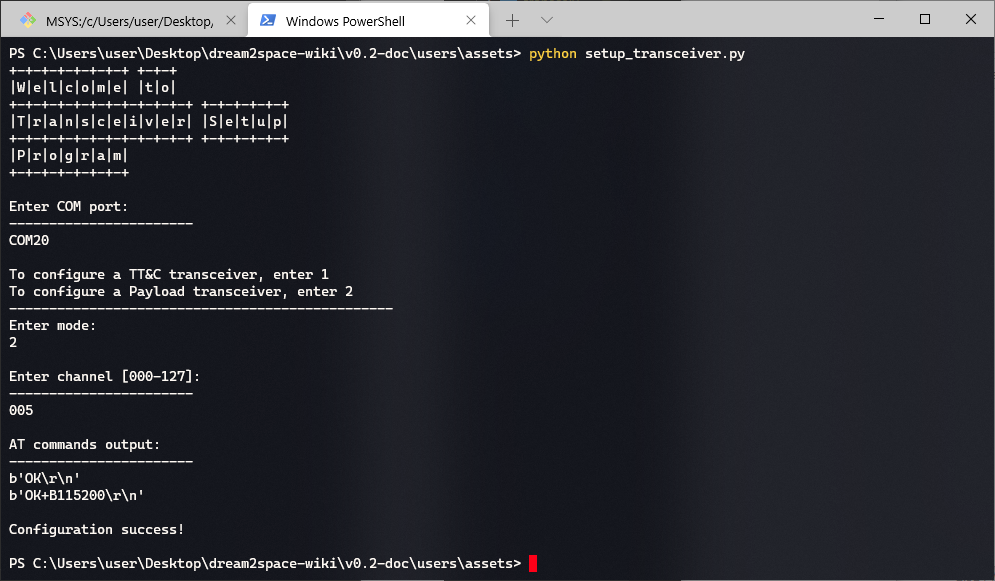 MSYS:/c/Users/user/Desktop,
Windows PowerShell
PS C:\Users\user\Desktop\dream2space-wiki\v0.2-doc\users\assets> python setup_transceiver.py
+-+-+-+-+-+-+-+ +-+-+
|W|e|l|c|o|m|e| |t|o|
+-+-+-+-+-+-+-+-+-+-+-+ +-+-+-+-+-+
|T|r|a|n|s|c|e|i|v|e|r| |S|e|t|u|p|
+-+-+-+-+-+-+-+-+-+-+-+ +-+-+-+-+-+
|P|r|o|g|r|a|m|
+-+-+-+-+-+-+-+
Enter COM port:
-----------------------
COM20
To configure a TT&C transceiver, enter 1
To configure a Payload transceiver, enter 2
------------------------------------------------
Enter mode:
2
Enter channel [000-127]:
-----------------------
005
AT commands output:
-----------------------
b'OK\r\n'
b'OK+B115200\r\n'
Configuration success!
PS C:\Users\user\Desktop\dream2space-wiki\v0.2-doc\users\assets>